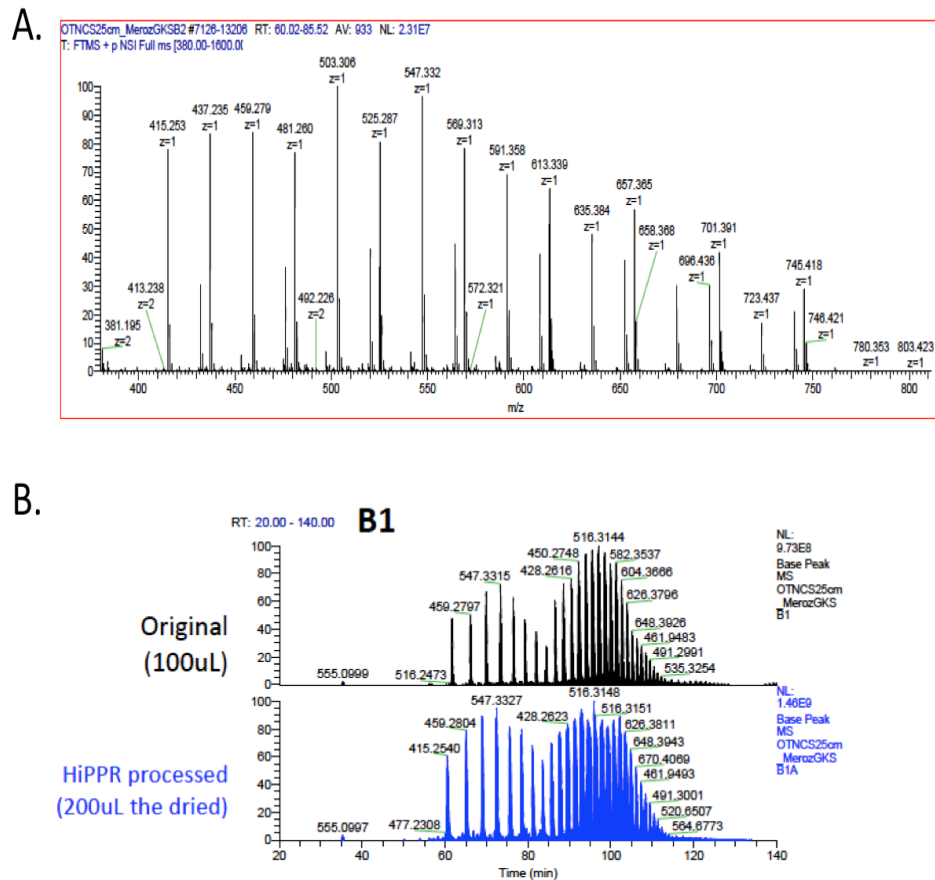 A.
OTNCS25cm_MerozGKSB2 #7126-13206 RT: 60.02-85.52 AV: 933 NL: 2.31E7
T: FTMS + p NSI Full ms [380.00-1600.0(
503.306
z=1
547.332
z=1
437.235
z=1
459.279
z=1
415.253
z=1
481.260
z=1
525.287
z=1
569.313
z=1
591.358
z=1
613.339
z=1
635.384
z=1
657.365
z=1
658.368
z=1
701.391
z=1
696.436
z=1
413.238
z=2
492.226
z=2
572.321
z=1
723.437
z=1
745.418
z=1
746.421
z=1
381.195
z=2
780.353
z=1
803.423
z=1
100
90
80
70
60
50
40
30
20
10
0
400 450 500 550 600 650 700 750 800
m/z
B.
RT: 20.00 - 140.00 B1
Original
(100uL)
100
80
60
40
20
0
516.3144
450.2748
582.3537
428.2616
604.3666
547.3315
626.3796
459.2797
648.3926
461.9483
491.2991
535.3254
555.0999
516.2473
NL:
9.73E8
Base Peak
MS
OTNCS25cm
_MerozGKS
B1
HiPPR processed
(200uL the dried)
100
80
60
40
20
0
547.3327
516.3148
459.2804
428.2623
516.3151
626.3811
415.2540
648.3943
670.4069
461.9493
491.3001
520.6507
564.6773
555.0997
477.2308
NL:
1.46E9
Base Peak
MS
OTNCS25cm
_MerozGKS
B1A
20 40 60 80 100 120 140
Time (min)